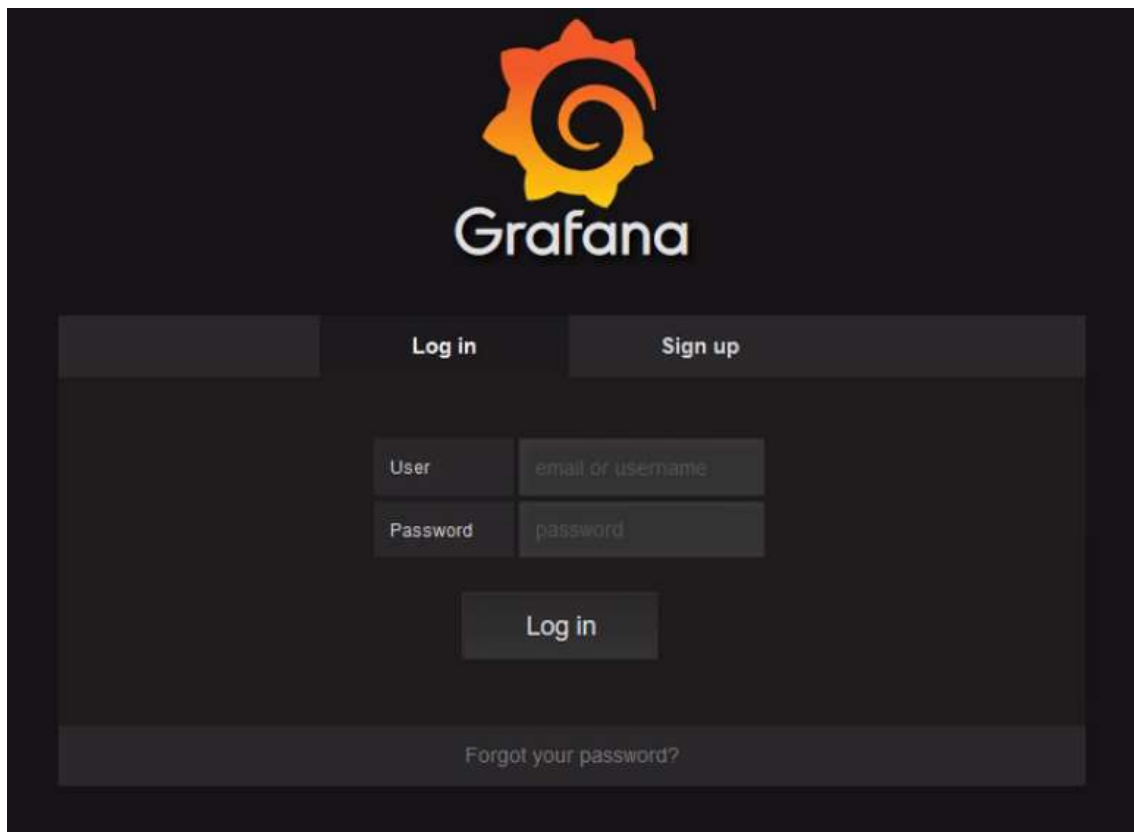 Grafana
Log in Sign up
User email or username
Password password
Log in
Forgot your password?